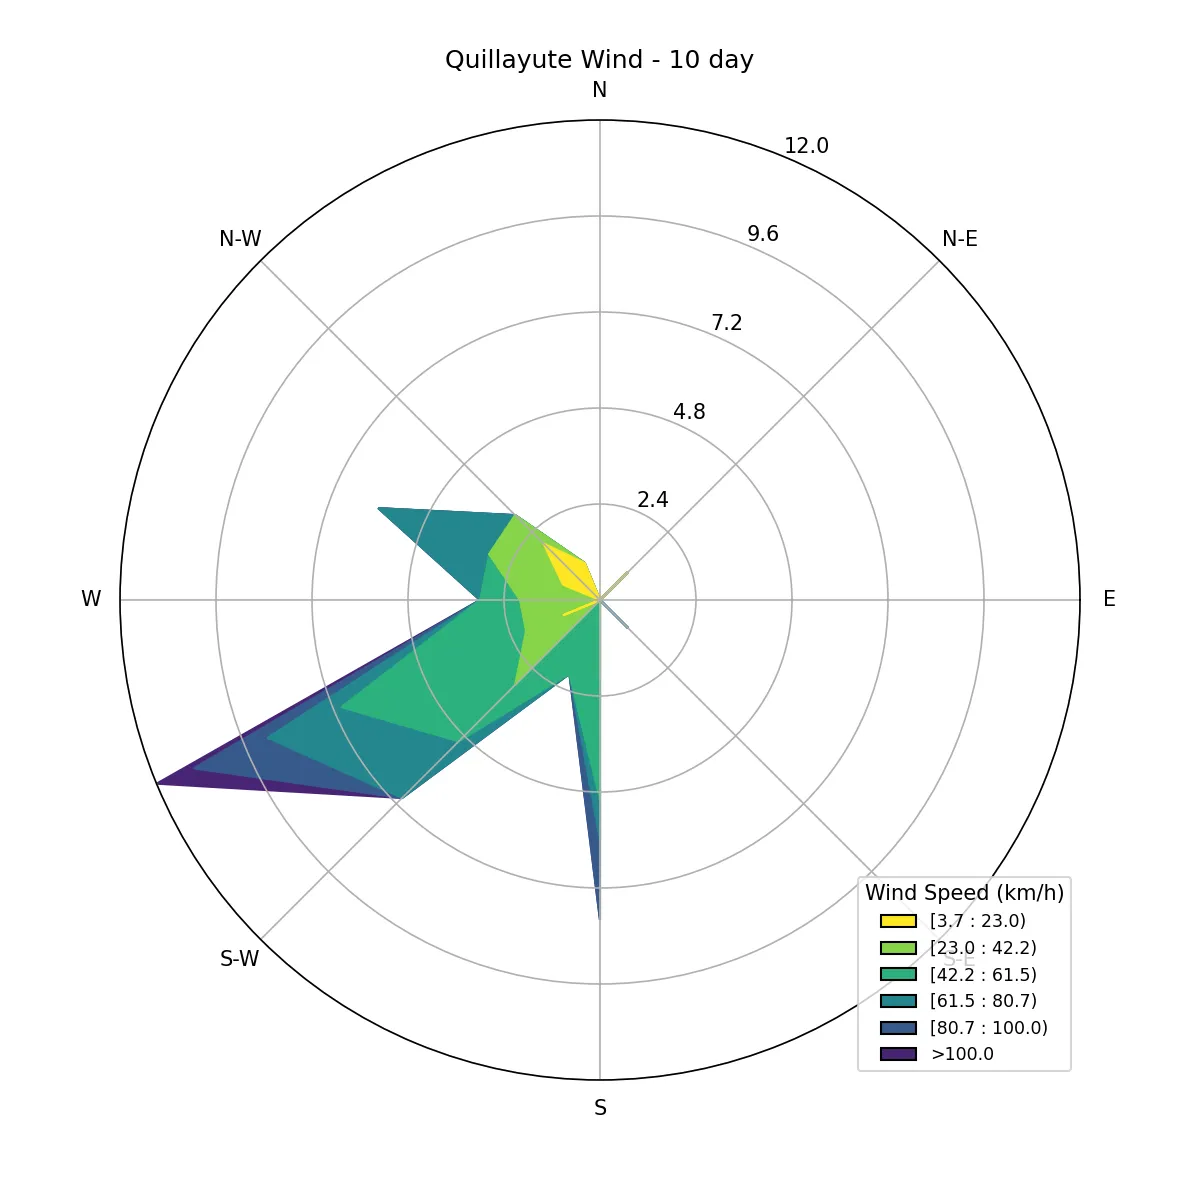 Quillayute Wind - 10 day
N
12.0
N-W
9.6
N-E
7.2
4.8
2.4
W
E
S-W
S-E
S
Wind Speed (km/h)
[3.7 : 23.0)
[23.0 : 42.2)
[42.2 : 61.5)
[61.5 : 80.7)
[80.7 : 100.0)
>100.0